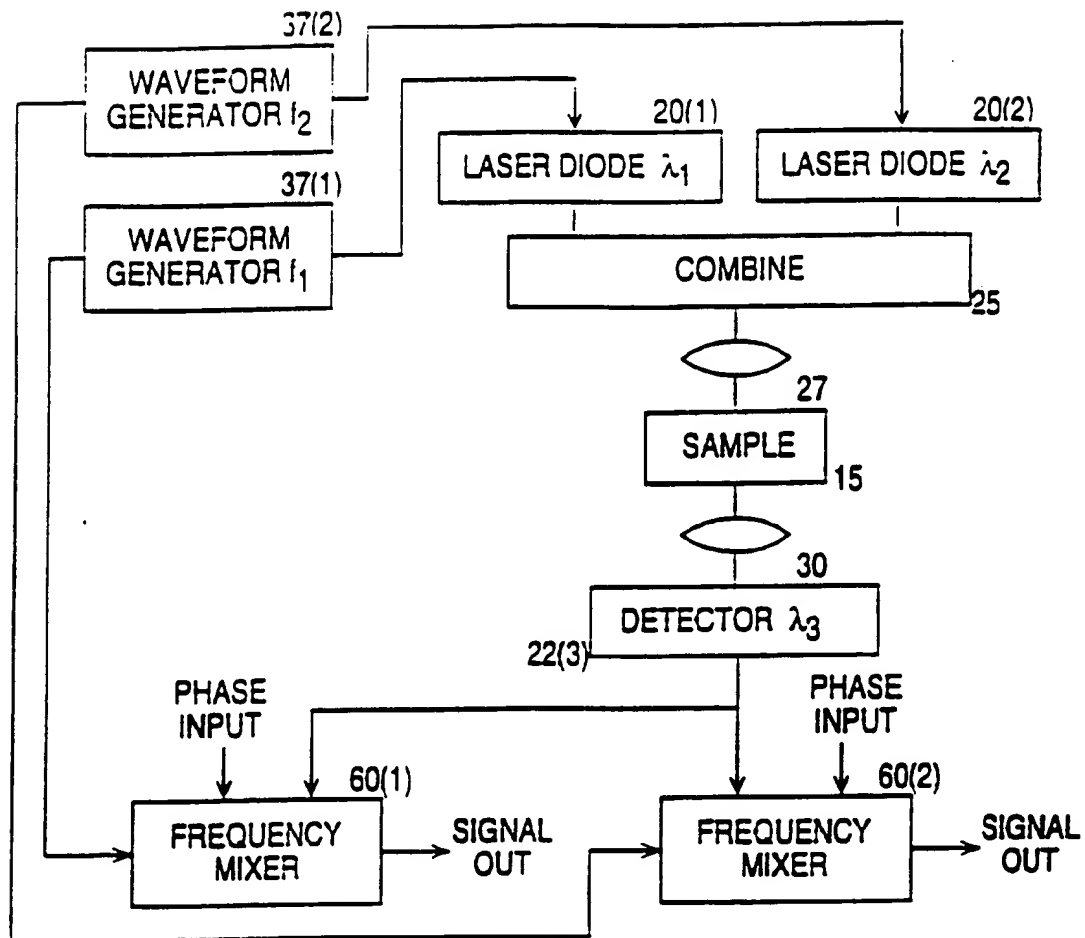 37(2)
WAVEFORM
GENERATOR f2
20(1)
20(2)
LASER DIODE λ1
LASER DIODE λ2
37(1)
WAVEFORM
GENERATOR f1
COMBINE
25
27
SAMPLE
15
30
DETECTOR λ3
22(3)
PHASE
INPUT
PHASE
INPUT
60(1)
60(2)
FREQUENCY
MIXER
SIGNAL
OUT
FREQUENCY
MIXER
SIGNAL
OUT